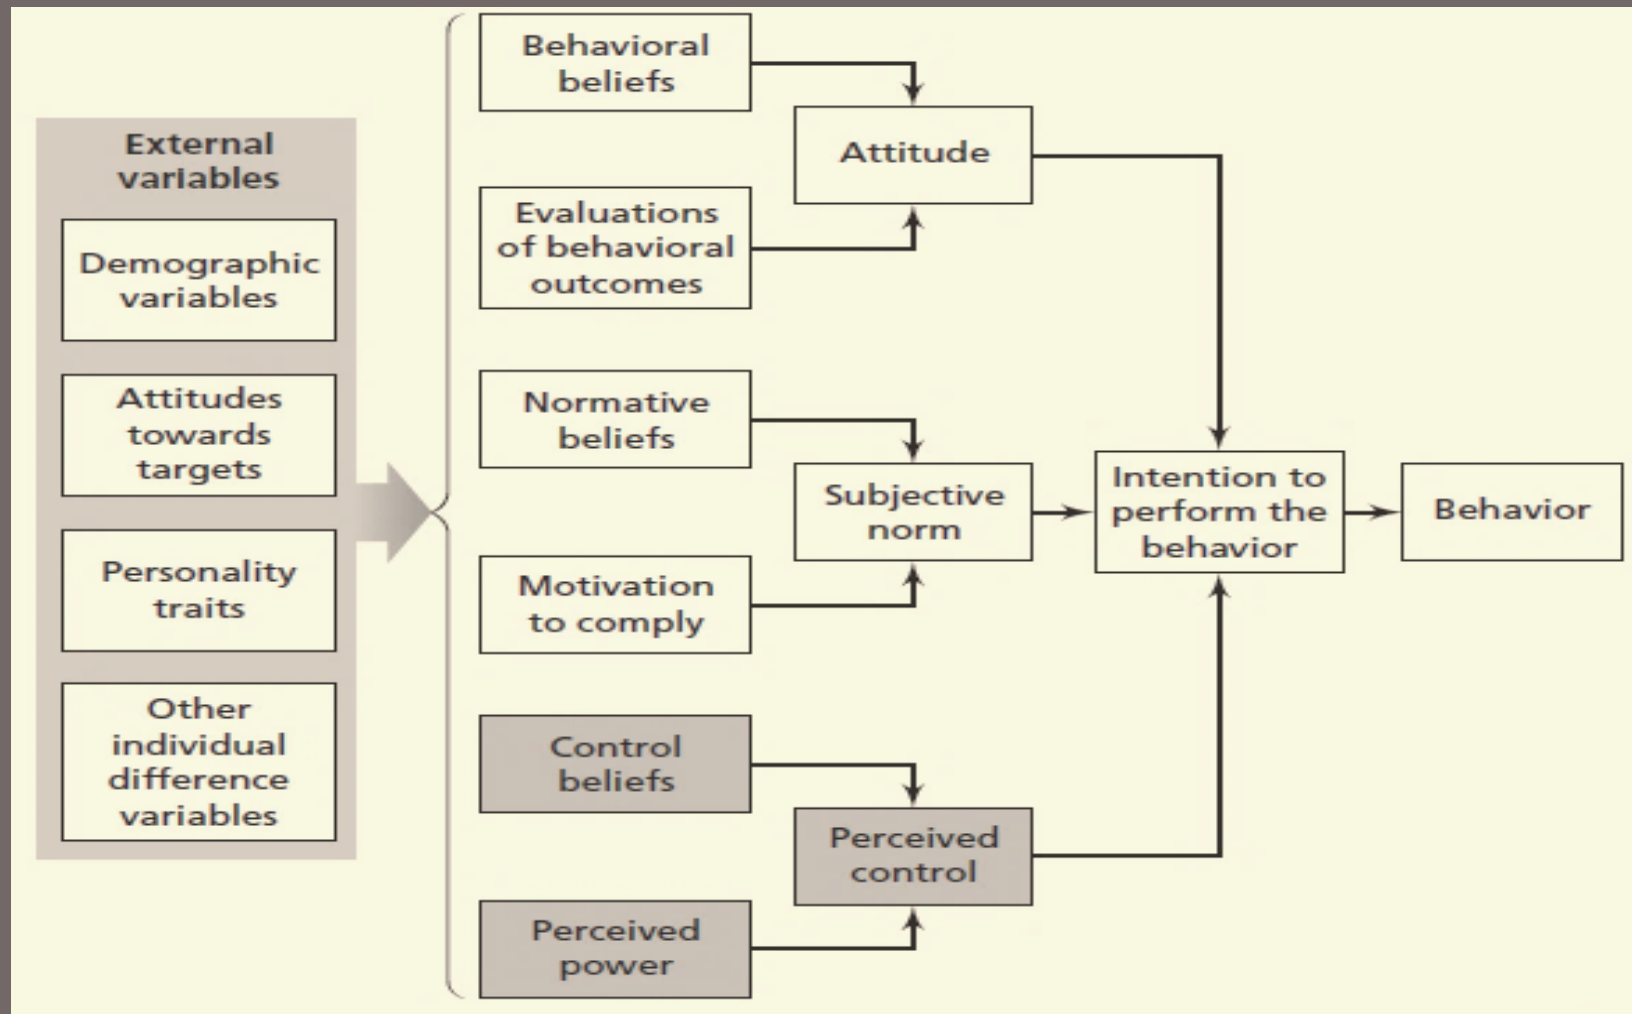 External
variables
Demographic
variables
Attitudes
towards
targets
Personality
traits
Other
individual
difference
variables
Behavioral
beliefs
Evaluations
of behavioral
outcomes
Normative
beliefs
Motivation
to comply
Control
beliefs
Perceived
power
Attitude
Subjective
norm
Perceived
control
Intention to
perform the
behavior
Behavior